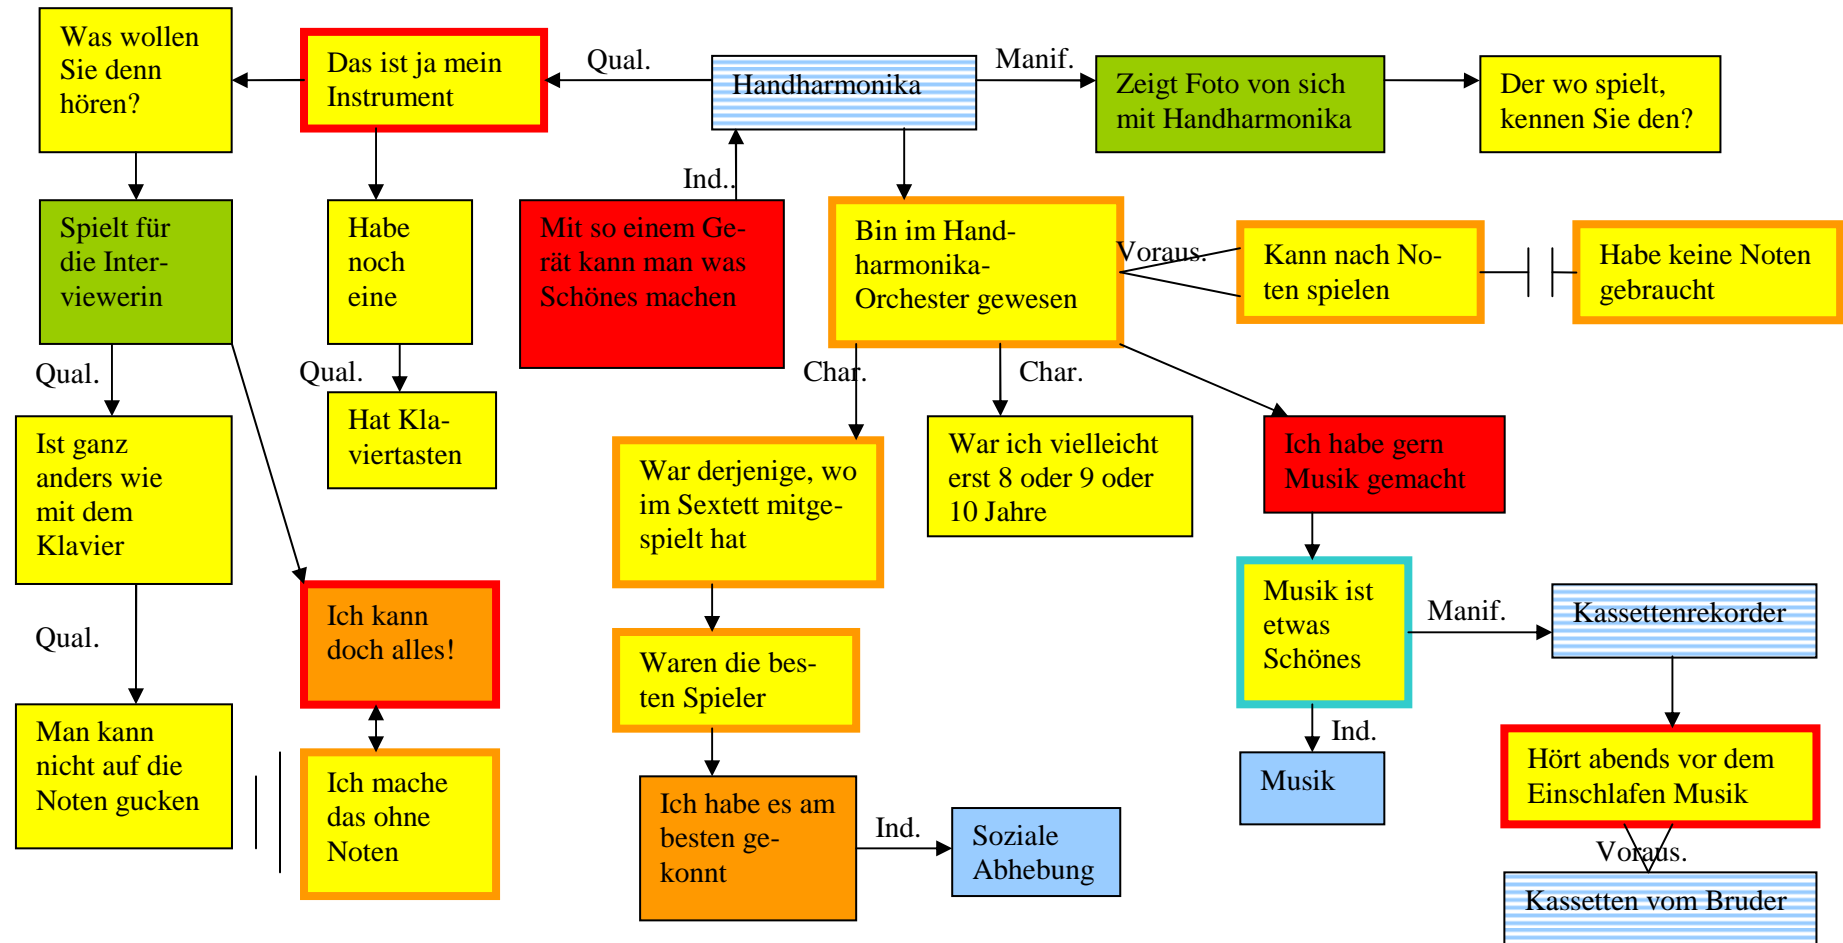 Was wollen
Sie denn
hören?
Das ist ja mein
Instrument
Qual.
Handharmonika
Manif.
Zeigt Foto von sich
mit Handharmonika
Der wo spielt,
kennen Sie den?
Ind..
Spielt für
die Inter-
viewerin
Habe
noch
eine
Mit so einem Ge-
rät kann man was
Schönes machen
Bin im Hand-
harmonika-
Orchester gewesen
Voraus.
Kann nach No-
ten spielen
Habe keine Noten
gebraucht
Qual.
Qual.
Char.
Char.
Ist ganz
anders wie
mit dem
Klavier
Hat Kla-
viertasten
War derjenige, wo
im Sextett mitge-
spielt hat
War ich vielleicht
erst 8 oder 9 oder
10 Jahre
Ich habe gern
Musik gemacht
Qual.
Ich kann
doch alles!
Waren die bes-
ten Spieler
Musik ist
etwas
Schönes
Manif.
Kassettenrekorder
Man kann
nicht auf die
Noten gucken
Ich mache
das ohne
Noten
Ich habe es am
besten ge-
konnt
Ind.
Soziale
Abhebung
Ind.
Musik
Hört abends vor dem
Einschlafen Musik
Voraus.
Kassetten vom Bruder